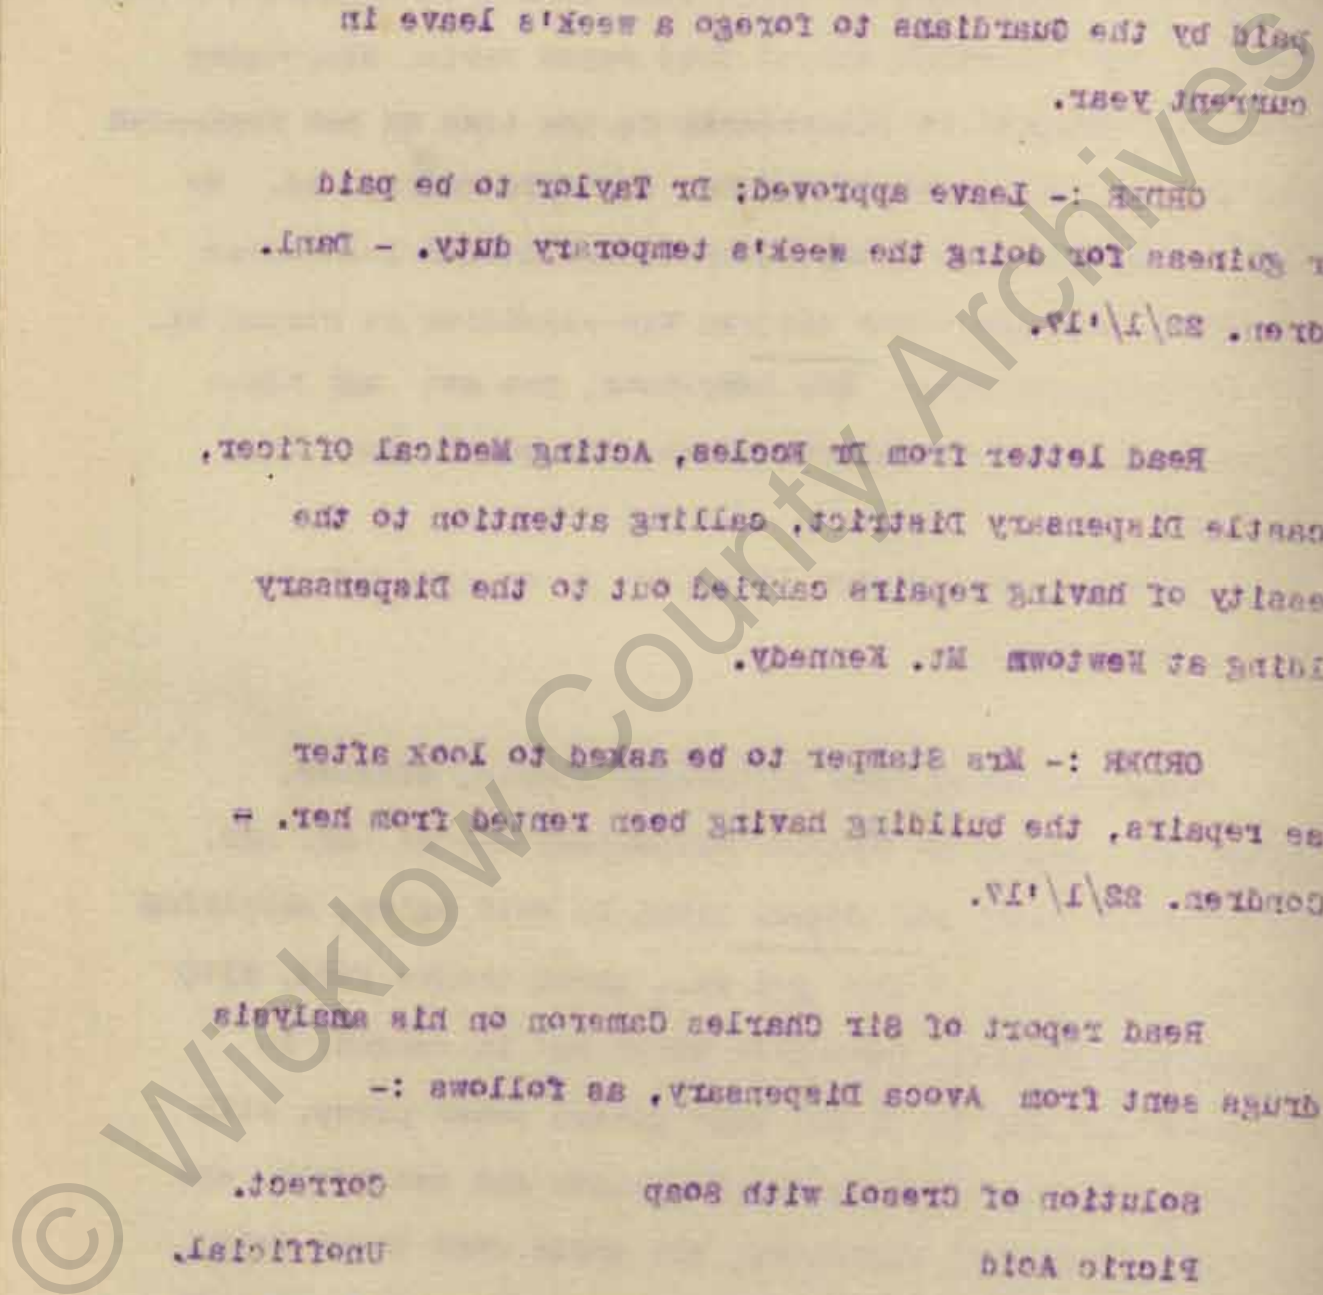 paid by the Guardians to forego a week's leave in
current year.
ORDER :- Leave approved; Dr Taylor to be paid
r guineas for doing the week's temporary duty. - Danl.
dren. 22/1/'17.
Read letter from Dr Eccles, Acting Medical Officer,
castle Dispensary District, calling attention to the
essity of having repairs carried out to the Dispensary
lding at Newtown Mt. Kennedy.
ORDER :- Mrs Stamper to be asked to look after
se repairs, the building having been rented from her. =
Condren. 22/1/'17.
Read report of Sir Charles Cameron on his analysis
drugs sent from Avoca Dispensary, as follows :-
Solution of Cresol with Soap Correct.
Picric Acid Unofficial.
© Wicklow County Archives